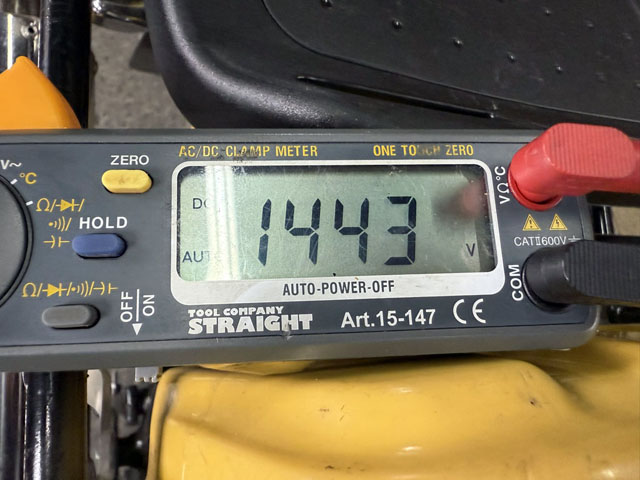 AC/DC CLAMP METER ONE TOUCH ZERO
V~
°C
ZERO
Ω/
HOLD
Ω/
OFF
ON
DC
AUTO
1443
V
AUTO-POWER-OFF
TOOL COMPANY
STRAIGHT
Art.15-147 CE
VΩ°C
CATⅡ600V
COM